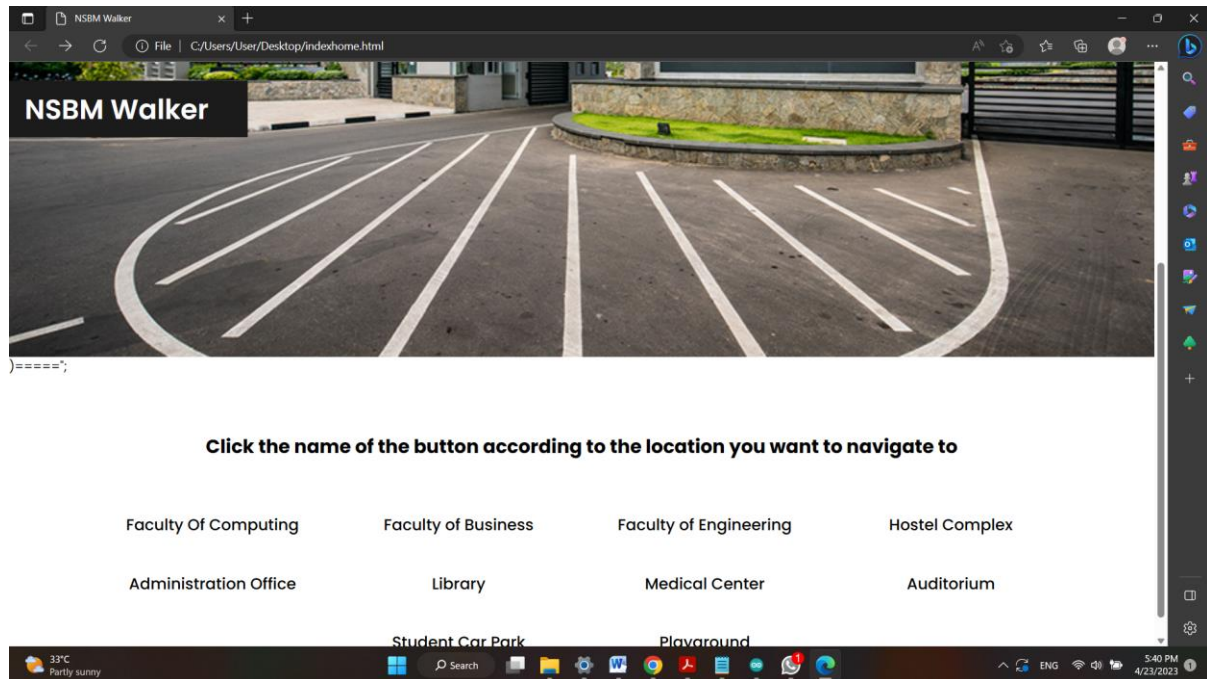 NSBM Walker
File | C:/Users/User/Desktop/indexhome.html
NSBM Walker
)=====";
Click the name of the button according to the location you want to navigate to
Faculty Of Computing Faculty of Business Faculty of Engineering Hostel Complex
Administration Office Library Medical Center Auditorium
Student Car Park Playground
33°C
Partly sunny
Search
ENG
5:40 PM
4/23/2023
1